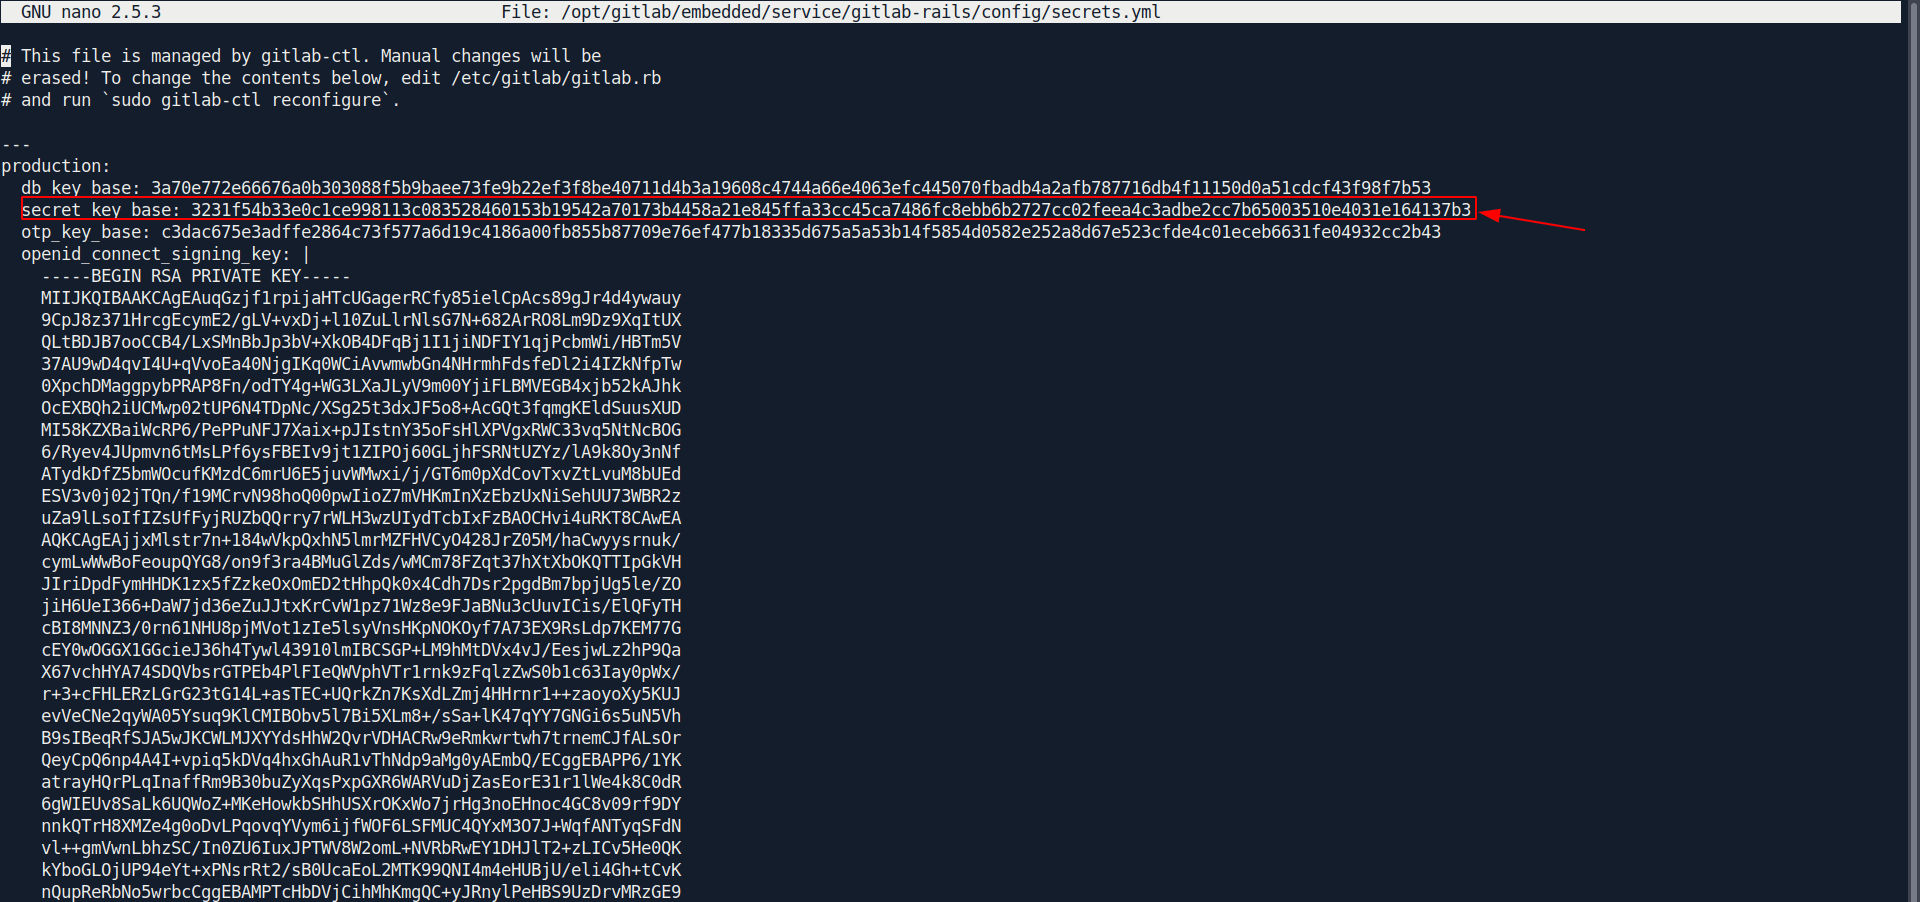 GNU nano 2.5.3 File: /opt/gitlab/embedded/service/gitlab-rails/config/secrets.yml
# This file is managed by gitlab-ctl. Manual changes will be
# erased! To change the contents below, edit /etc/gitlab/gitlab.rb
# and run `sudo gitlab-ctl reconfigure`.
---
production:
db_key_base: 3a70e772e66676a0b303088f5b9baee73fe9b22ef3f8be40711d4b3a19608c4744a66e4063efc445070fbadb4a2afb787716db4f11150d0a51cdcf43f98f7b53
secret_key_base: 3231f54b33e0c1ce998113c083528460153b19542a70173b4458a21e845ffa33cc45ca7486fc8ebb6b2727cc02feea4c3adbe2cc7b65003510e4031e164137b3
otp_key_base: c3dac675e3adffe2864c73f577a6d19c4186a00fb855b87709e76ef477b18335d675a5a53b14f5854d0582e252a8d67e523cfde4c01eceb6631fe04932cc2b43
openid_connect_signing_key: |
-----BEGIN RSA PRIVATE KEY-----
MIIJKQIBAAKCAgEAuqGzjf1rpijaHTcUGagerRCfy85ielCpAcs89gJr4d4ywauy
9CpJ8z371HrcgEcymE2/gLV+vxDj+l10ZuLlrNlsG7N+682ArRO8Lm9Dz9XqItUX
QLtBDJB7ooCCB4/LxSMnBbJp3bV+XkOB4DFqBj1I1jiNDFIY1qjPcbmWi/HBTm5V
37AU9wD4qvI4U+qVvoEa40NjgIKq0WCiAvwmwbGn4NHrmhFdsfeDl2i4IZkNfpTw
0XpchDMaggpybPRAP8Fn/odTY4g+WG3LXaJLyV9m00YjiFLBMVEGB4xjb52kAJhk
OcEXBQh2iUCMwp02tUP6N4TDpNc/XSg25t3dxJF5o8+AcGQt3fqmgKEldSuusXUD
MI58KZXBaiWcRP6/PePPuNFJ7Xaix+pJIstnY35oFsHlXPVgxRWC33vq5NtNcBOG
6/Ryev4JUpmvn6tMsLPf6ysFBEIv9jt1ZIPOj60GLjhFSRNtUZYz/lA9k8Oy3nNf
ATydkDfZ5bmWOcufKMzdC6mrU6E5juvWMwxi/j/GT6m0pXdCovTxvZtLvuM8bUEd
ESV3v0j02jTQn/f19MCrvN98hoQ00pwIioZ7mVHKmInXzEbzUxNiSehUU73WBR2z
uZa9lLsoIfIZsUfFyjRUZbQQrry7rWLH3wzUIydTcbIxFzBAOCHvi4uRKT8CAwEA
AQKCAgEAjjxMlstr7n+184wVkpQxhN5lmrMZFHVCyO428JrZ05M/haCwyysrnuk/
cymLwWwBoFeoupQYG8/on9f3ra4BMuGlZds/wMCm78FZqt37hXtXbOKQTTIpGkVH
JIriDpdFymHHDK1zx5fZzkeOxOmED2tHhpQk0x4Cdh7Dsr2pgdBm7bpjUg5le/ZO
jiH6UeI366+DaW7jd36eZuJJtxKrCvW1pz71Wz8e9FJaBNu3cUuvICis/ElQFyTH
cBI8MNNZ3/0rn61NHU8pjMVot1zIe5lsyVnsHKpNOKOyf7A73EX9RsLdp7KEM77G
cEY0wOGGX1GGcieJ36h4Tywl43910lmIBCSGP+LM9hMtDVx4vJ/EesjwLz2hP9Qa
X67vchHYA74SDQVbsrGTPEb4PlFIeQWVphVTr1rnk9zFqlzZwS0b1c63Iay0pWx/
r+3+cFHLERzLGrG23tG14L+asTEC+UQrkZn7KsXdLZmj4HHrnr1++zaoyoXy5KUJ
evVeCNe2qyWA05Ysuq9KlCMIBObv5l7Bi5XLm8+/sSa+lK47qYY7GNGi6s5uN5Vh
B9sIBeqRfSJA5wJKCWLMJXYYdsHhW2QvrVDHACRw9eRmkwrtwh7trnemCJfALsOr
QeyCpQ6np4A4I+vpiq5kDVq4hxGhAuR1vThNdp9aMg0yAEmbQ/ECggEBAPP6/1YK
atrayHQrPLqInaffRm9B30buZyXqsPxpGXR6WARVuDjZasEorE31r1lWe4k8C0dR
6gWIEUv8SaLk6UQWoZ+MKeHowkbSHhUSXrOKxWo7jrHg3noEHnoc4GC8v09rf9DY
nnkQTrH8XMZe4g0oDvLPqovqYVym6ijfWOF6LSFMUC4QYxM3O7J+WqfANTyqSFdN
vl++gmVwnLbhzSC/In0ZU6IuxJPTWV8W2omL+NVRbRwEY1DHJlT2+zLICv5He0QK
kYboGLOjUP94eYt+xPNsrRt2/sB0UcaEoL2MTK99QNI4m4eHUBjU/eli4Gh+tCvK
nQupReRbNo5wrbcCggEBAMPTcHbDVjCihMhKmgQC+yJRnylPeHBS9UzDrvMRzGE9